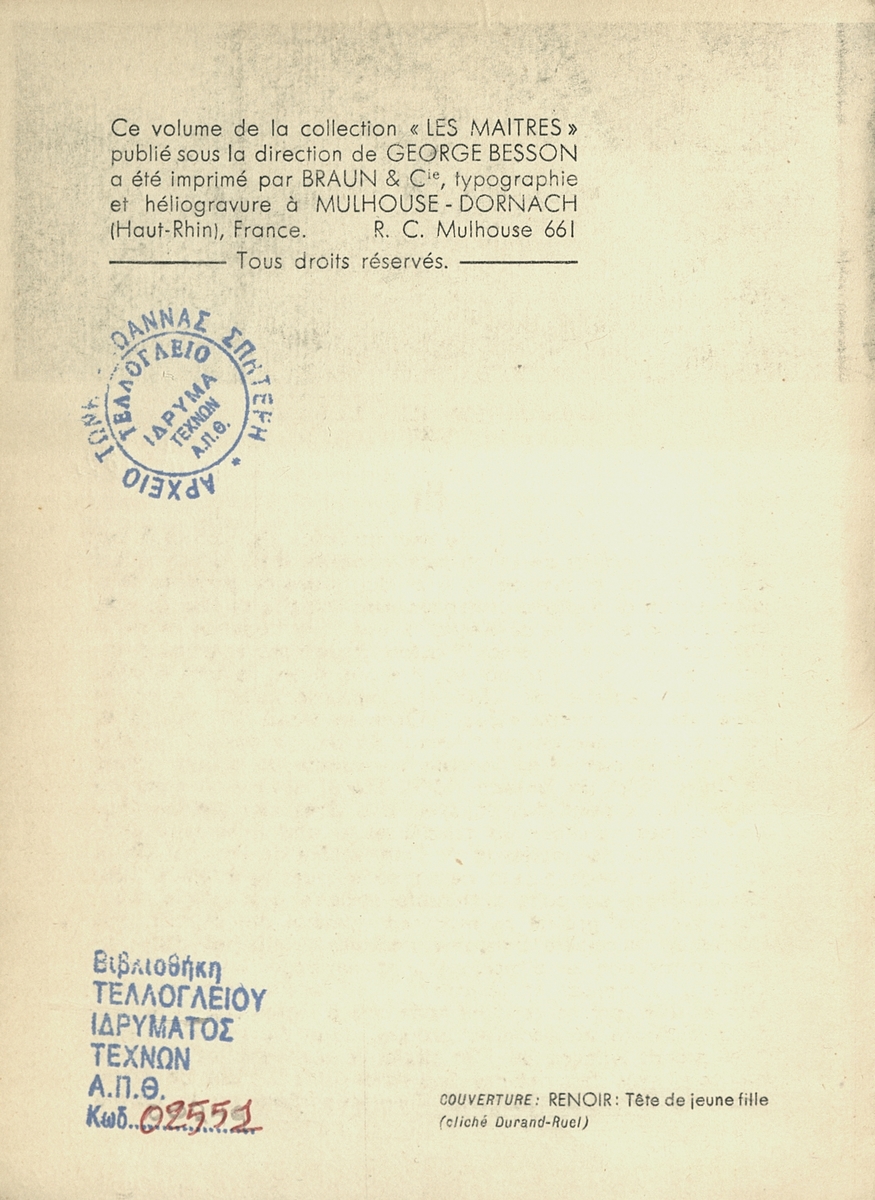 Ce volume de la collection « LES MAITRES »
publié sous la direction de GEORGE BESSON
a été imprimé par BRAUN & Cie, typographie
et héliogravure à MULHOUSE - DORNACH
(Haut-Rhin), France. R. C. Mulhouse 661
Tous droits réservés.
ΑΡΧΕΙΟ ΤΩΝΗ ΙΩΑΝΝΑΣ ΣΠΗΤΕΡΗ *
ΤΕΛΛΟΓΛΕΙΟ
ΙΔΡΥΜΑ
ΤΕΧΝΩΝ
Α.Π.Θ.
Βιβλιοθήκη
ΤΕΛΛΟΓΛΕΙΟΥ
ΙΔΡΥΜΑΤΟΣ
ΤΕΧΝΩΝ
Α.Π.Θ.
Κωδ. 02551
COUVERTURE: RENOIR: Tête de jeune fille
(cliché Durand-Ruel)